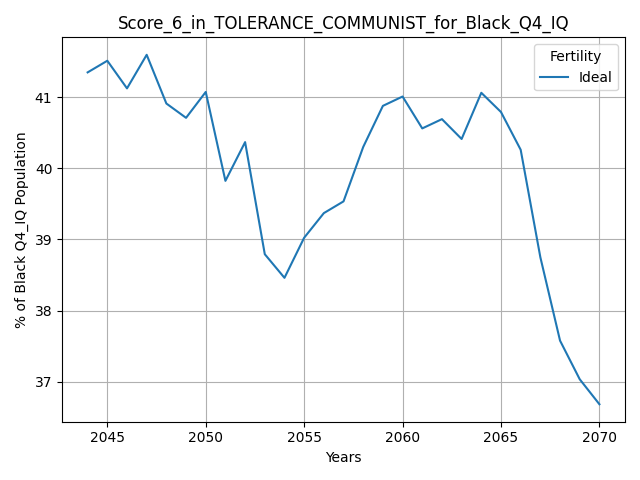 Score_6_in_TOLERANCE_COMMUNIST_for_Black_Q4_IQ
Fertility
Ideal
% of Black Q4_IQ Population
41
40
39
38
37
2045 2050 2055 2060 2065 2070
Years